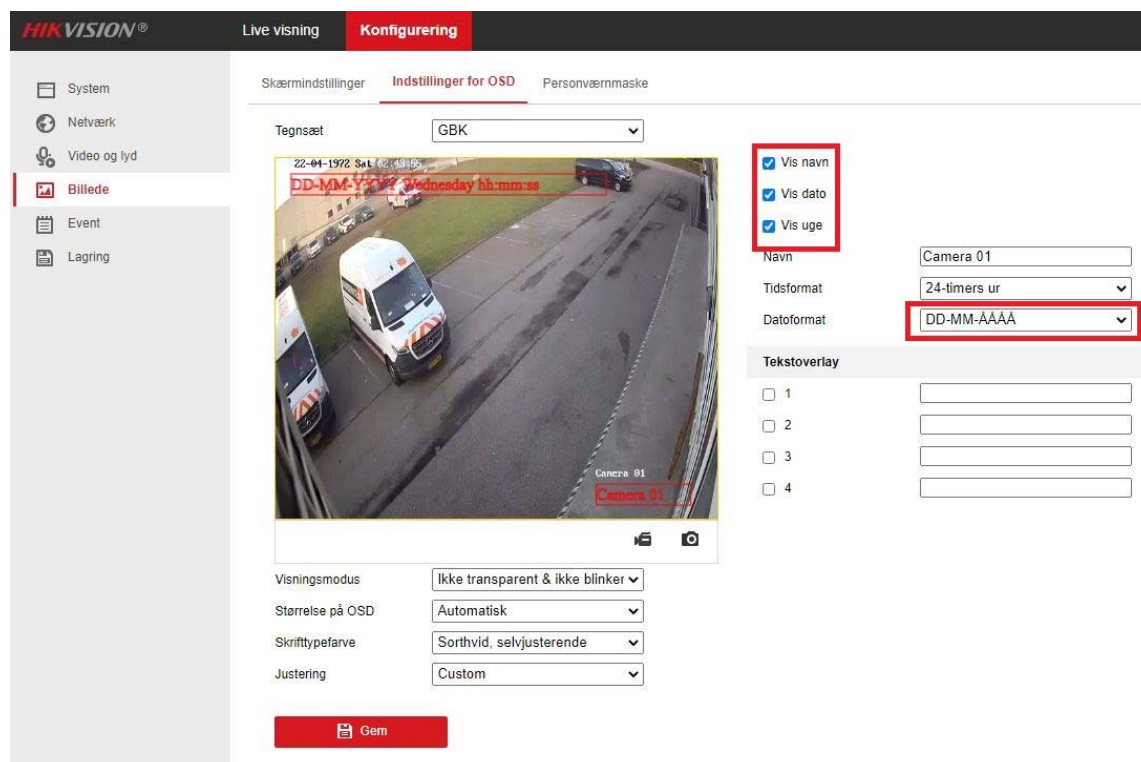 HIKVISION®
Live visning
Konfigurering
System
Netværk
Video og lyd
Billede
Event
Lagring
Skærmindstillinger
Indstillinger for OSD
Personværnmaske
Tegnsæt
GBK
22-04-1972 Sat 02:43:55
DD-MM-YYYY Wednesday hh:mm:ss
Camera 01
Camera 01
Vis navn
Vis dato
Vis uge
Navn
Camera 01
Tidsformat
24-timers ur
Datoformat
DD-MM-ÅÅÅÅ
Tekstoverlay
1
2
3
4
Visningsmodus
Ikke transparent & ikke blinker
Størrelse på OSD
Automatisk
Skrifttypefarve
Sorthvid, selvjusterende
Justering
Custom
Gem